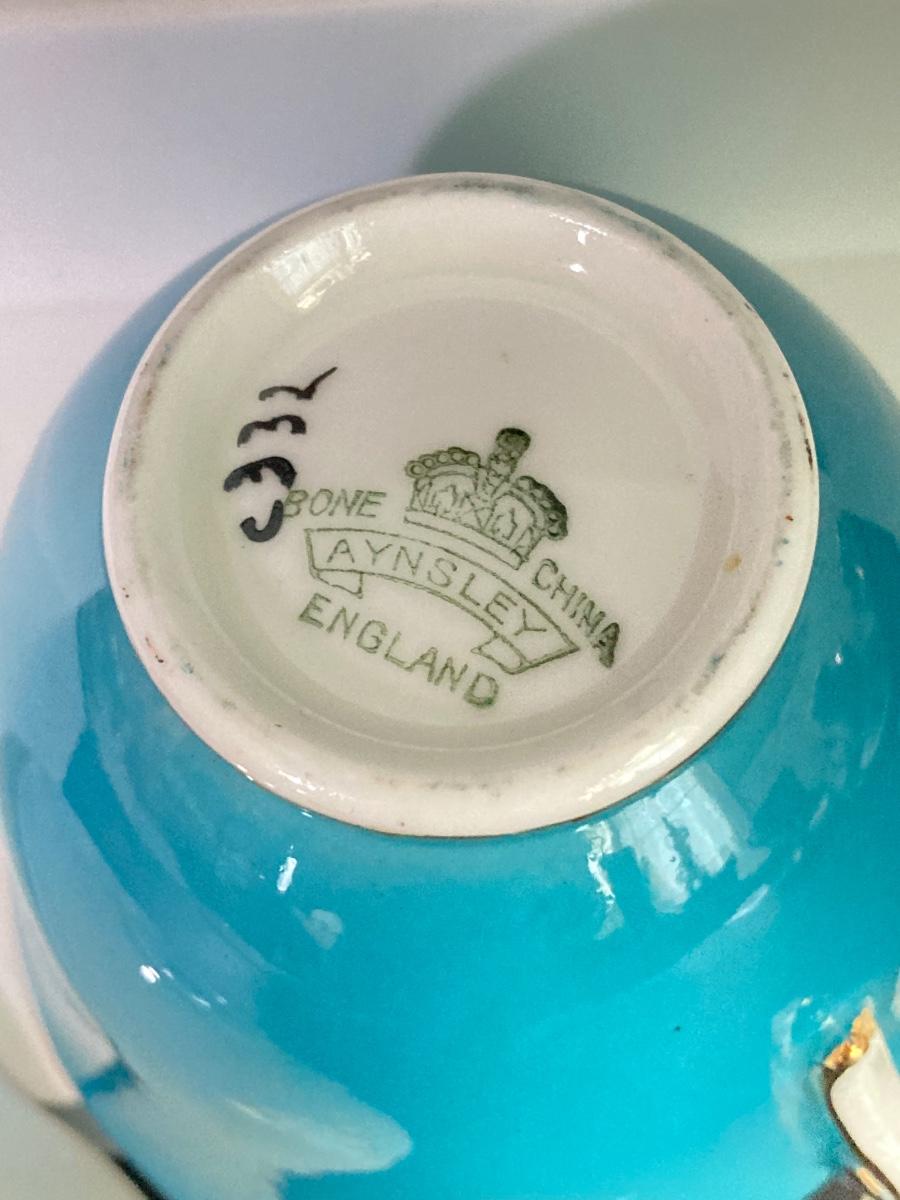 C332
BONE CHINA
AYNSLEY
ENGLAND